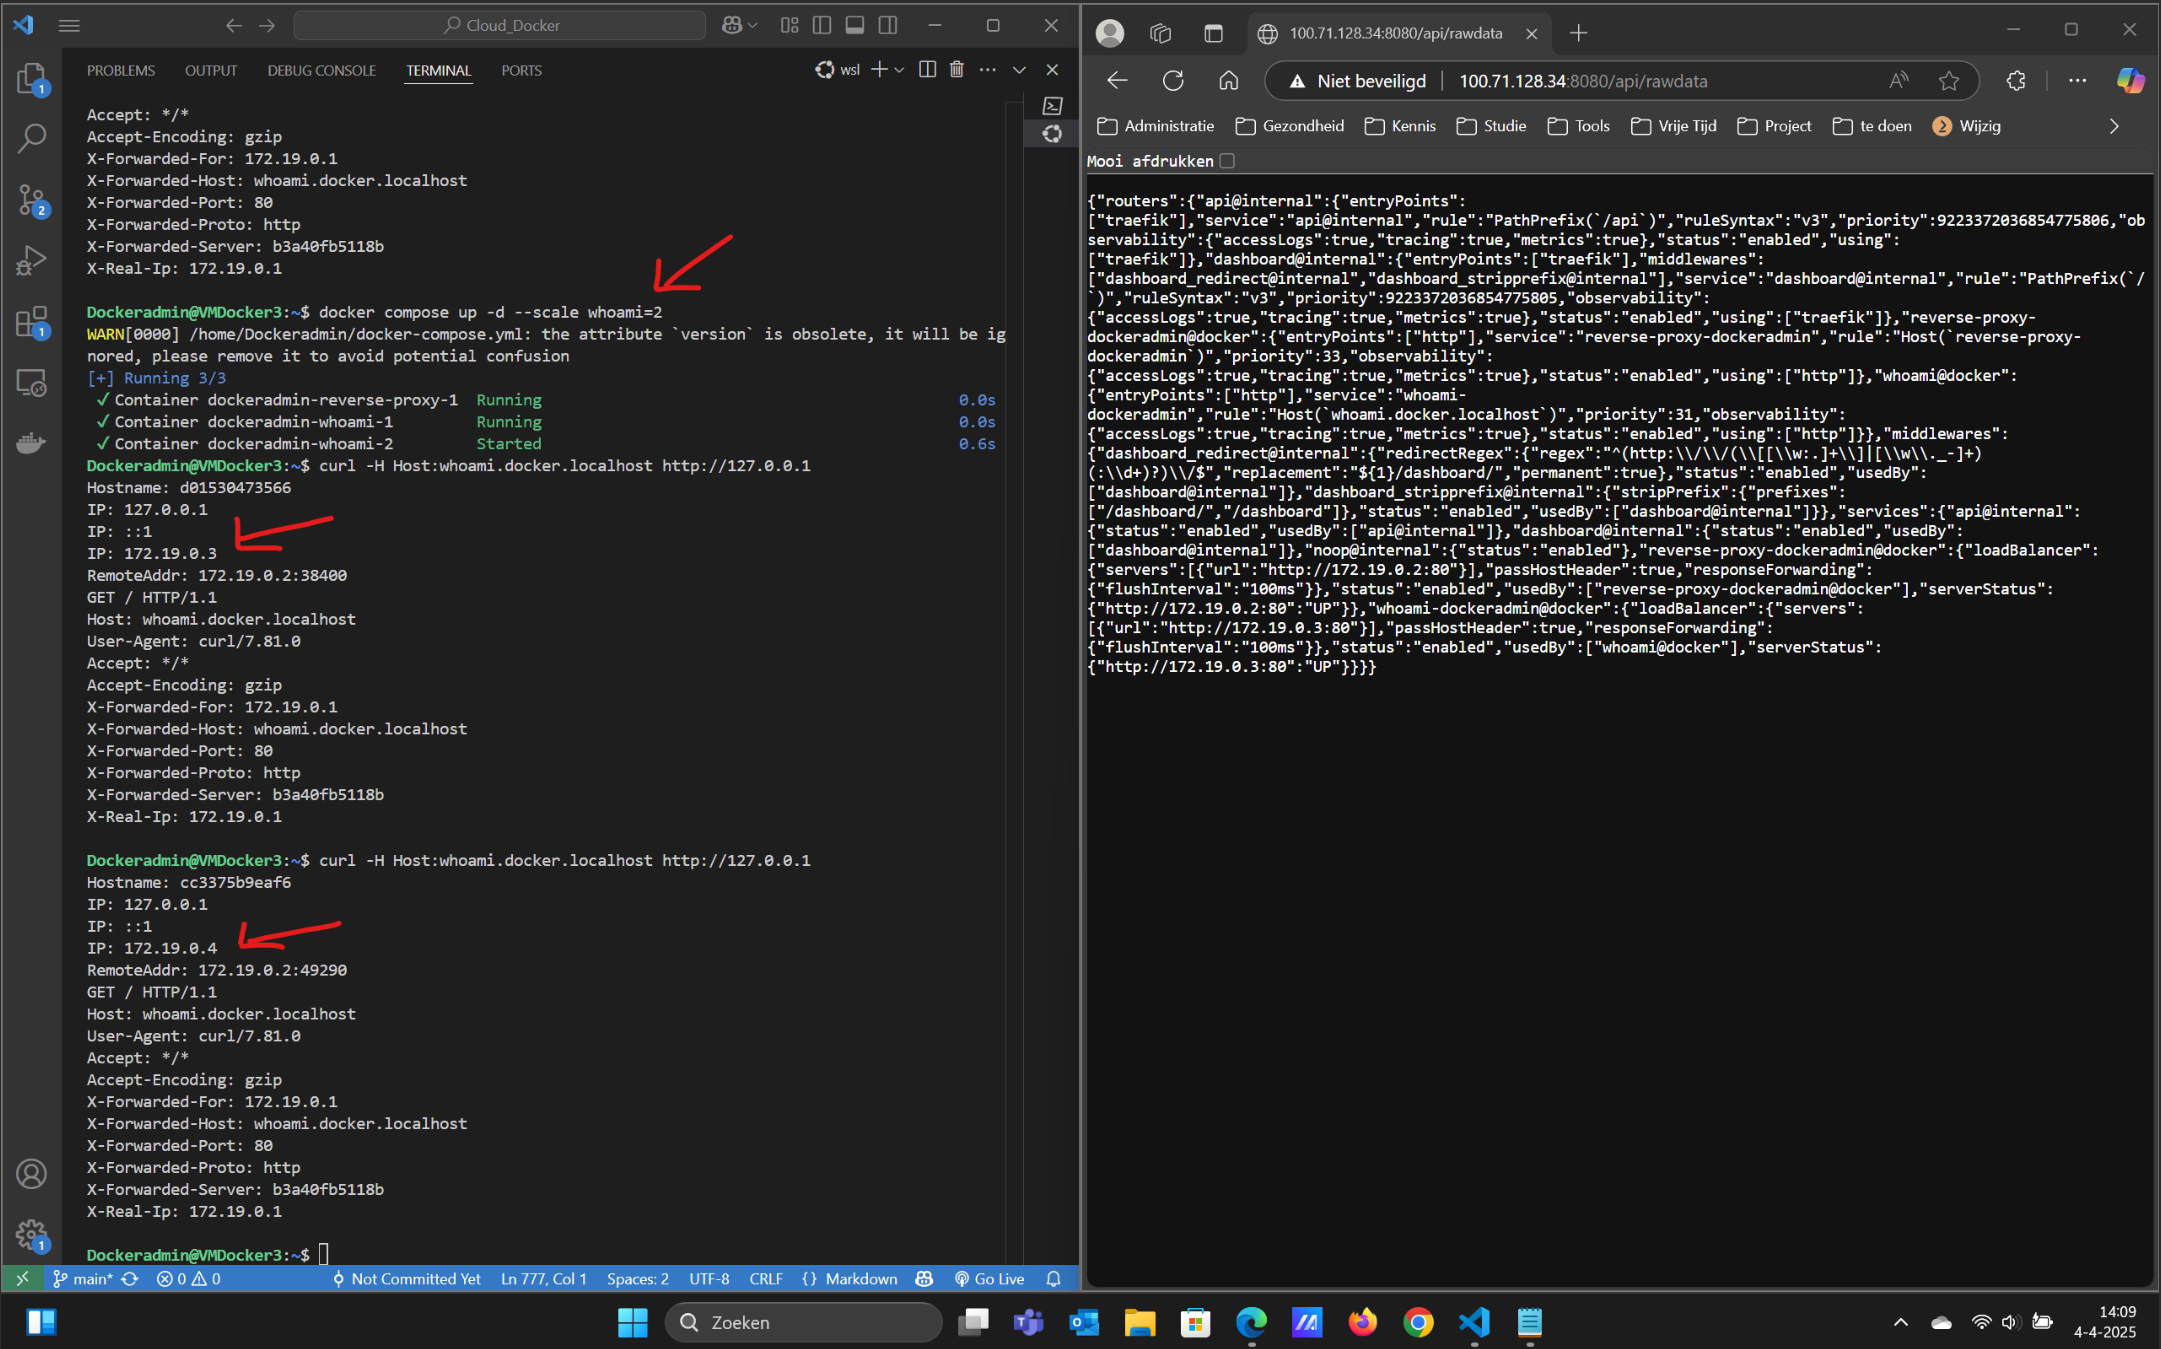 Cloud_Docker
PROBLEMS OUTPUT DEBUG CONSOLE TERMINAL PORTS
wsl
Accept: */*
Accept-Encoding: gzip
X-Forwarded-For: 172.19.0.1
X-Forwarded-Host: whoami.docker.localhost
X-Forwarded-Port: 80
X-Forwarded-Proto: http
X-Forwarded-Server: b3a40fb5118b
X-Real-Ip: 172.19.0.1
Dockeradmin@VMDocker3:~$ docker compose up -d --scale whoami=2
WARN[0000] /home/Dockeradmin/docker-compose.yml: the attribute `version` is obsolete, it will be ig
nored, please remove it to avoid potential confusion
[+] Running 3/3
✓ Container dockeradmin-reverse-proxy-1 Running 0.0s
✓ Container dockeradmin-whoami-1 Running 0.0s
✓ Container dockeradmin-whoami-2 Started 0.6s
Dockeradmin@VMDocker3:~$ curl -H Host:whoami.docker.localhost http://127.0.0.1
Hostname: d01530473566
IP: 127.0.0.1
IP: ::1
IP: 172.19.0.3
RemoteAddr: 172.19.0.2:38400
GET / HTTP/1.1
Host: whoami.docker.localhost
User-Agent: curl/7.81.0
Accept: */*
Accept-Encoding: gzip
X-Forwarded-For: 172.19.0.1
X-Forwarded-Host: whoami.docker.localhost
X-Forwarded-Port: 80
X-Forwarded-Proto: http
X-Forwarded-Server: b3a40fb5118b
X-Real-Ip: 172.19.0.1
Dockeradmin@VMDocker3:~$ curl -H Host:whoami.docker.localhost http://127.0.0.1
Hostname: cc3375b9eaf6
IP: 127.0.0.1
IP: ::1
IP: 172.19.0.4
RemoteAddr: 172.19.0.2:49290
GET / HTTP/1.1
Host: whoami.docker.localhost
User-Agent: curl/7.81.0
Accept: */*
Accept-Encoding: gzip
X-Forwarded-For: 172.19.0.1
X-Forwarded-Host: whoami.docker.localhost
X-Forwarded-Port: 80
X-Forwarded-Proto: http
X-Forwarded-Server: b3a40fb5118b
X-Real-Ip: 172.19.0.1
Dockeradmin@VMDocker3:~$
1
2
1
1
main* 0 0 Not Committed Yet Ln 777, Col 1 Spaces: 2 UTF-8 CRLF {} Markdown Go Live
100.71.128.34:8080/api/rawdata
Niet beveiligd 100.71.128.34:8080/api/rawdata
Administratie Gezondheid Kennis Studie Tools Vrije Tijd Project te doen 2 Wijzig
Mooi afdrukken
{"routers":{"api@internal":{"entryPoints":
["traefik"],"service":"api@internal","rule":"PathPrefix(`/api`)","ruleSyntax":"v3","priority":9223372036854775806,"ob
servability":{"accessLogs":true,"tracing":true,"metrics":true},"status":"enabled","using":
["traefik"]},"dashboard@internal":{"entryPoints":["traefik"],"middlewares":
["dashboard_redirect@internal","dashboard_stripprefix@internal"],"service":"dashboard@internal","rule":"PathPrefix(`/
`)","ruleSyntax":"v3","priority":9223372036854775805,"observability":
{"accessLogs":true,"tracing":true,"metrics":true},"status":"enabled","using":["traefik"]},"reverse-proxy-
dockeradmin@docker":{"entryPoints":["http"],"service":"reverse-proxy-dockeradmin","rule":"Host(`reverse-proxy-
dockeradmin`)","priority":33,"observability":
{"accessLogs":true,"tracing":true,"metrics":true},"status":"enabled","using":["http"]},"whoami@docker":
{"entryPoints":["http"],"service":"whoami-
dockeradmin","rule":"Host(`whoami.docker.localhost`)","priority":31,"observability":
{"accessLogs":true,"tracing":true,"metrics":true},"status":"enabled","using":["http"]}},"middlewares":
{"dashboard_redirect@internal":{"redirectRegex":{"regex":"^(http:\\/\\/(\\[[\\w:.]+\\]|[\\w\\._-]+)
(:\\d+)?)\\/$","replacement":"${1}/dashboard/","permanent":true},"status":"enabled","usedBy":
["dashboard@internal"]},"dashboard_stripprefix@internal":{"stripPrefix":{"prefixes":
["/dashboard/","/dashboard"]},"status":"enabled","usedBy":["dashboard@internal"]}},"services":{"api@internal":
{"status":"enabled","usedBy":["api@internal"]},"dashboard@internal":{"status":"enabled","usedBy":
["dashboard@internal"]},"noop@internal":{"status":"enabled"},"reverse-proxy-dockeradmin@docker":{"loadBalancer":
{"servers":[{"url":"http://172.19.0.2:80"}],"passHostHeader":true,"responseForwarding":
{"flushInterval":"100ms"}},"status":"enabled","usedBy":["reverse-proxy-dockeradmin@docker"],"serverStatus":
{"http://172.19.0.2:80":"UP"}},"whoami-dockeradmin@docker":{"loadBalancer":{"servers":
[{"url":"http://172.19.0.3:80"}],"passHostHeader":true,"responseForwarding":
{"flushInterval":"100ms"}},"status":"enabled","usedBy":["whoami@docker"],"serverStatus":
{"http://172.19.0.3:80":"UP"}}}}
Zoeken
14:09
4-4-2025